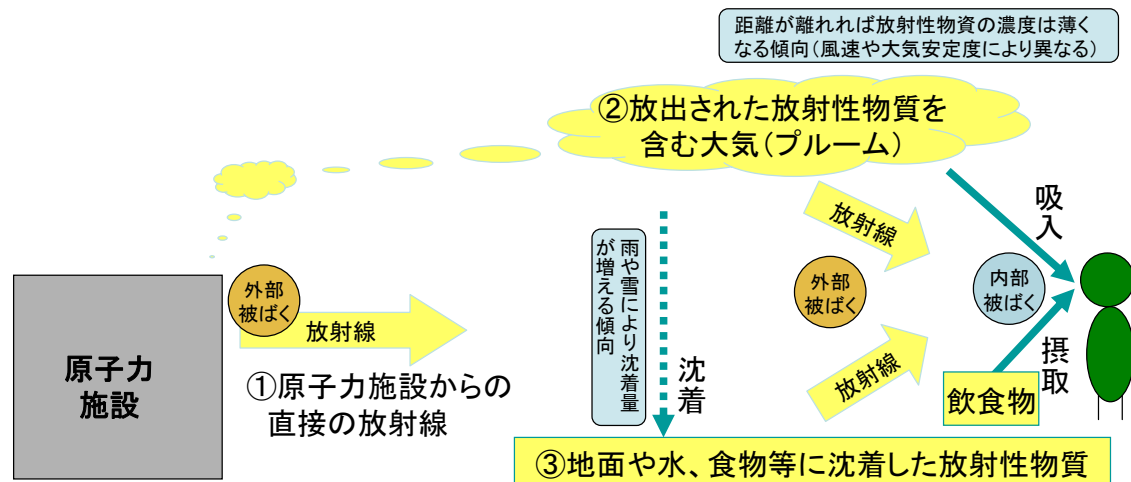 距離が離れれば放射性物資の濃度は薄く
なる傾向（風速や大気安定度により異なる）
②放出された放射性物質を
含む大気（プルーム）
放射線
吸入
雨や雪により沈着量
が増える傾向
沈着
外部
被ばく
放射線
原子力
施設
①原子力施設からの
直接の放射線
外部
被ばく
内部
被ばく
放射線
摂取
飲食物
③地面や水、食物等に沈着した放射性物質